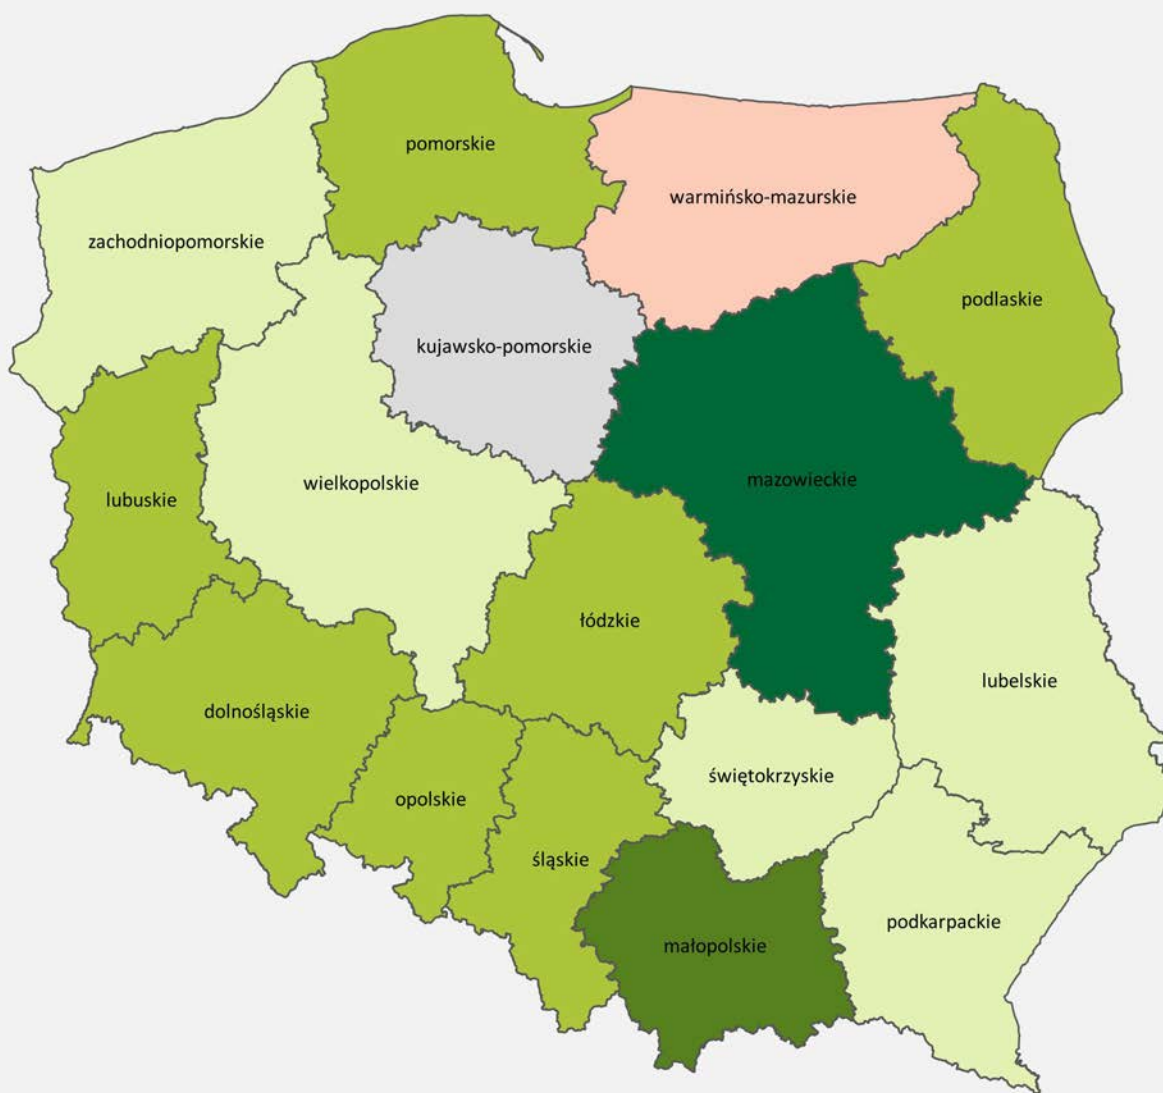 pomorskie
warmińsko-mazurskie
zachodniopomorskie
podlaskie
kujawsko-pomorskie
wielkopolskie
mazowieckie
lubuskie
łódzkie
lubelskie
dolnośląskie
świętokrzyskie
opolskie
śląskie
podkarpackie
małopolskie